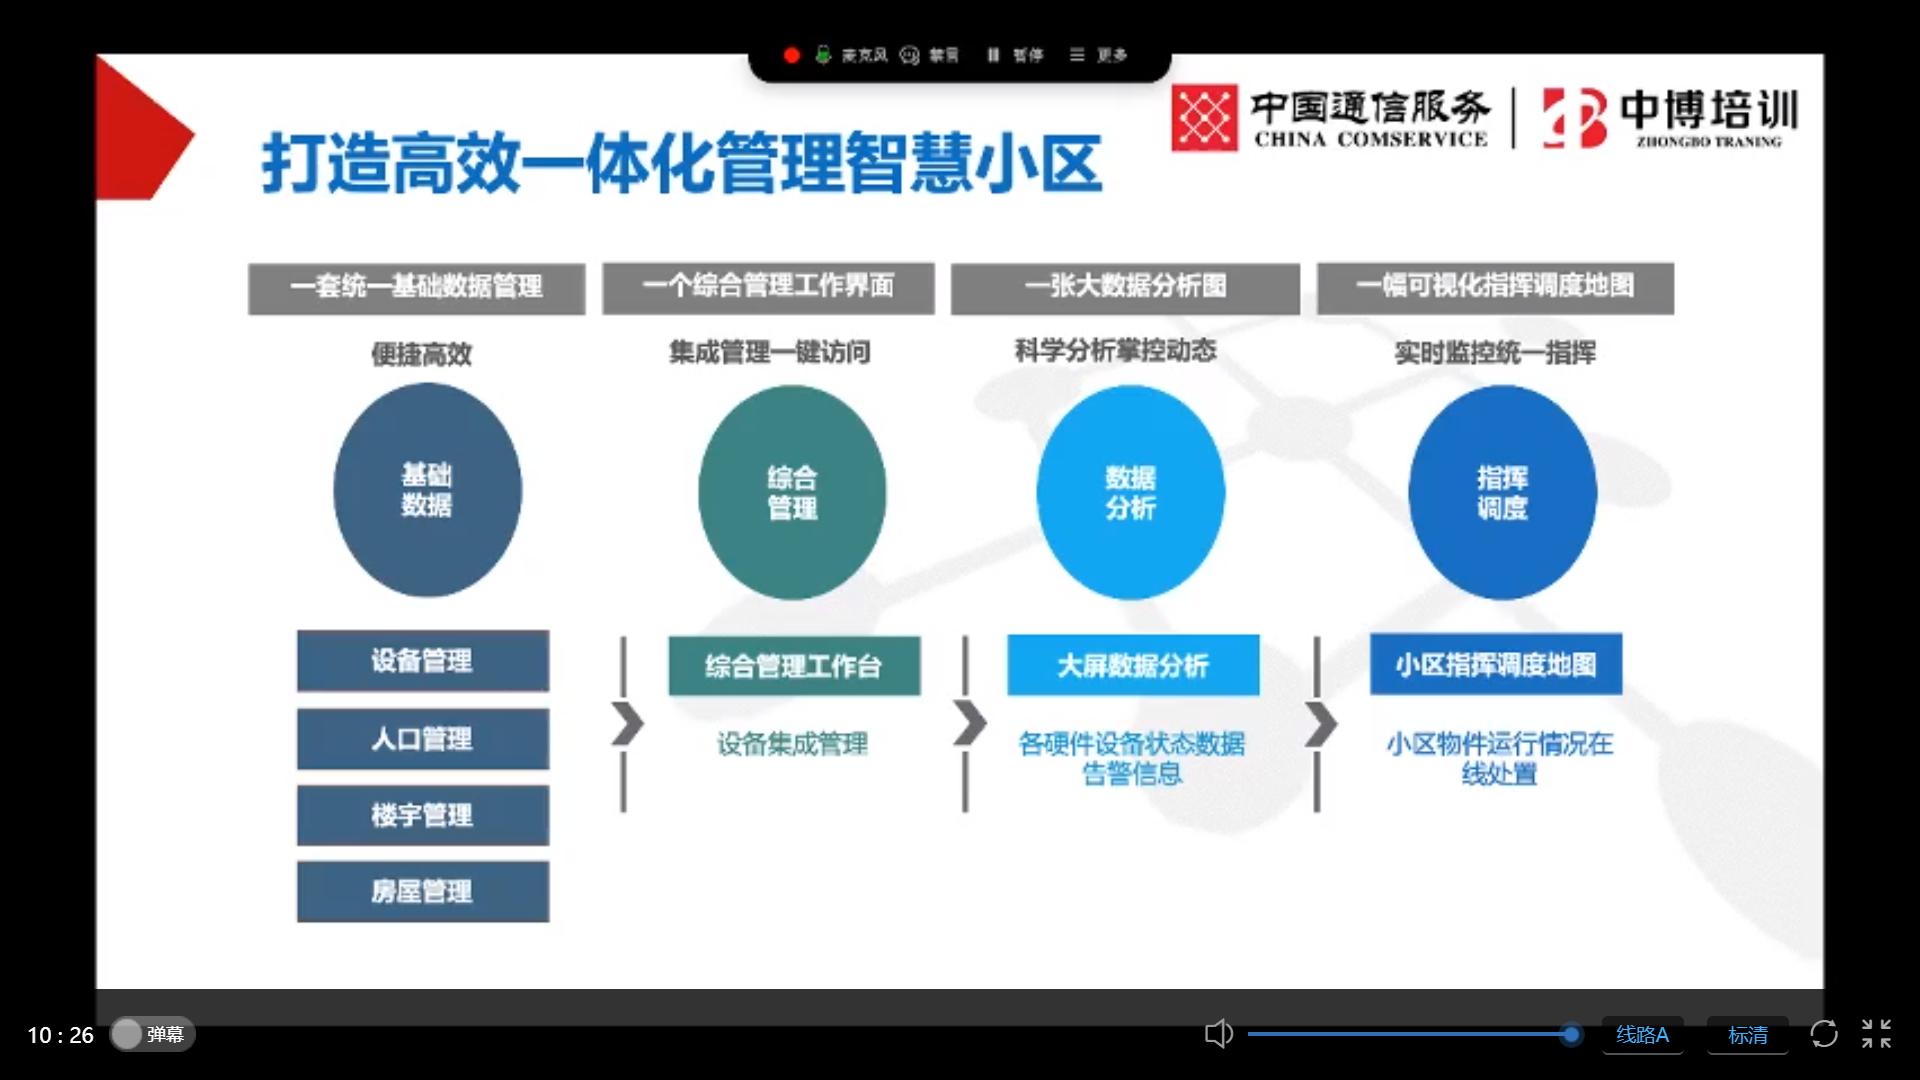 麦克风 禁言 暂停 更多
中国通信服务
CHINA COMSERVICE
中博培训
ZHONGBO TRANING
打造高效一体化管理智慧小区
一套统一基础数据管理
一个综合管理工作界面
一张大数据分析图
一幅可视化指挥调度地图
便捷高效
集成管理一键访问
科学分析掌控动态
实时监控统一指挥
基础
数据
综合
管理
数据
分析
指挥
调度
设备管理
人口管理
楼宇管理
房屋管理
综合管理工作台
设备集成管理
大屏数据分析
各硬件设备状态数据
告警信息
小区指挥调度地图
小区物件运行情况在
线处置
10 : 26 弹幕
线路A
标清